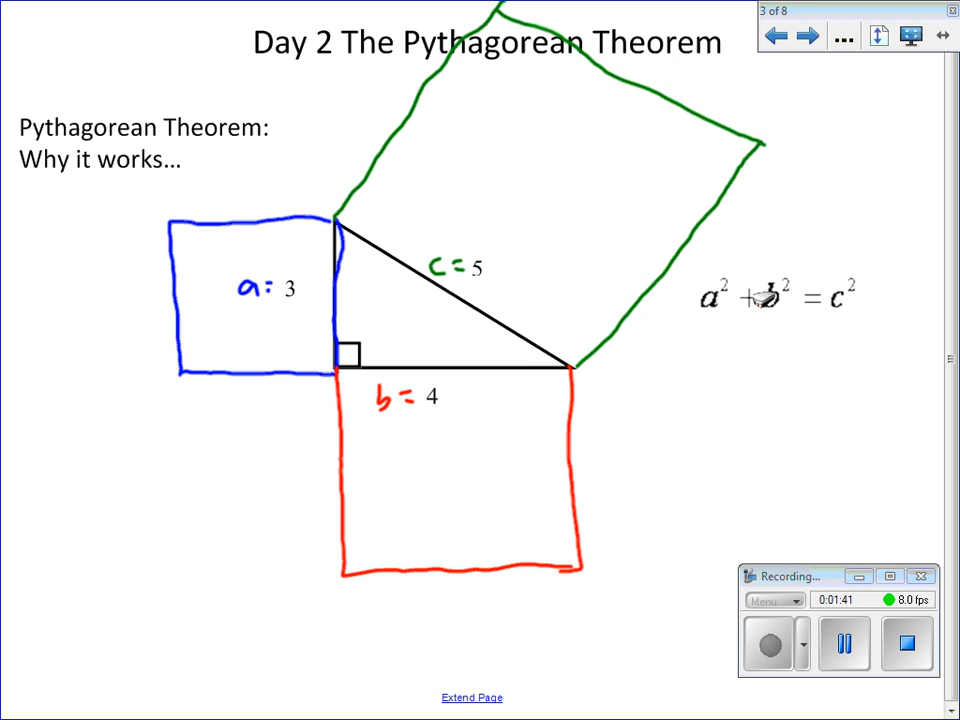 3 of 8
Day 2 The Pythagorean Theorem
Pythagorean Theorem:
Why it works...
c = 5
a = 3
a² + b² = c²
b = 4
Recording...
Menu
0:01:41
8.0 fps
Extend Page